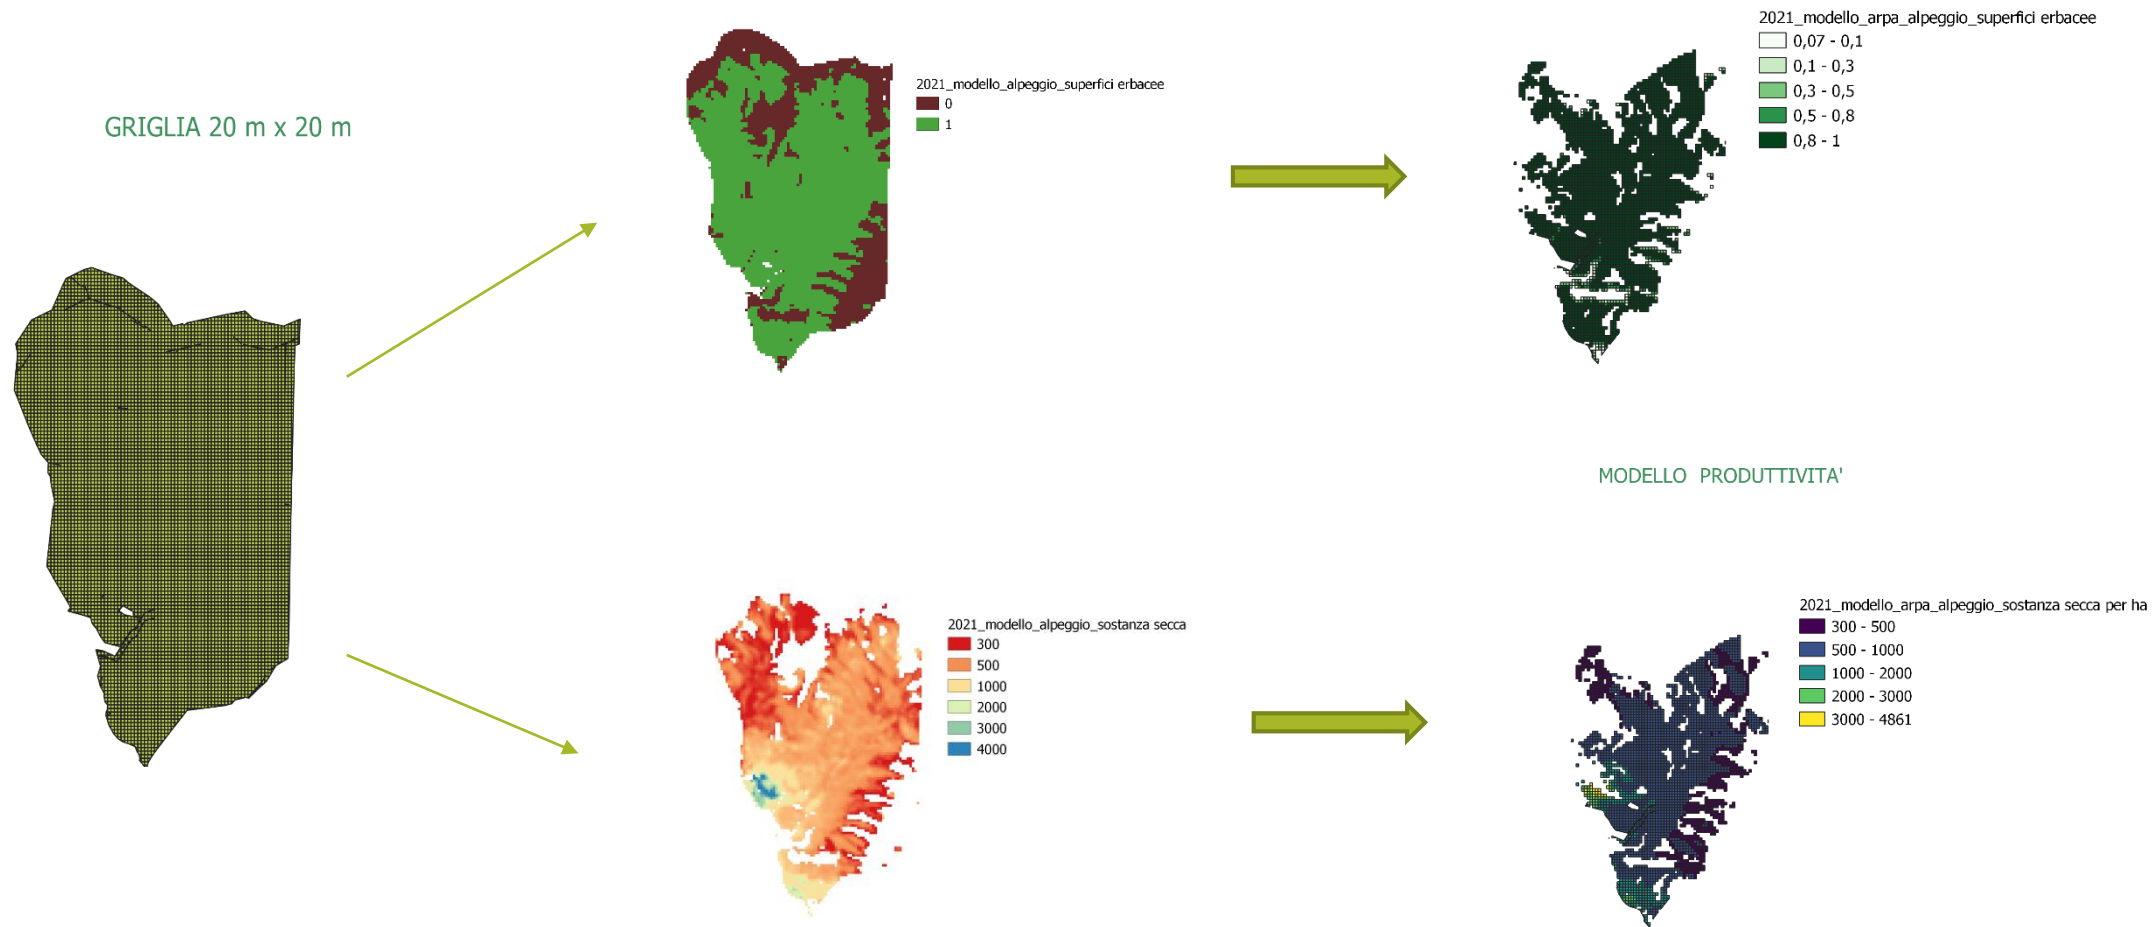 GRIGLIA 20 m x 20 m
2021_modello_alpeggio_superfici erbacee
0
1
2021_modello_arpa_alpeggio_superfici erbacee
0,07 - 0,1
0,1 - 0,3
0,3 - 0,5
0,5 - 0,8
0,8 - 1
MODELLO PRODUTTIVITA'
2021_modello_alpeggio_sostanza secca
300
500
1000
2000
3000
4000
2021_modello_arpa_alpeggio_sostanza secca per ha
300 - 500
500 - 1000
1000 - 2000
2000 - 3000
3000 - 4861